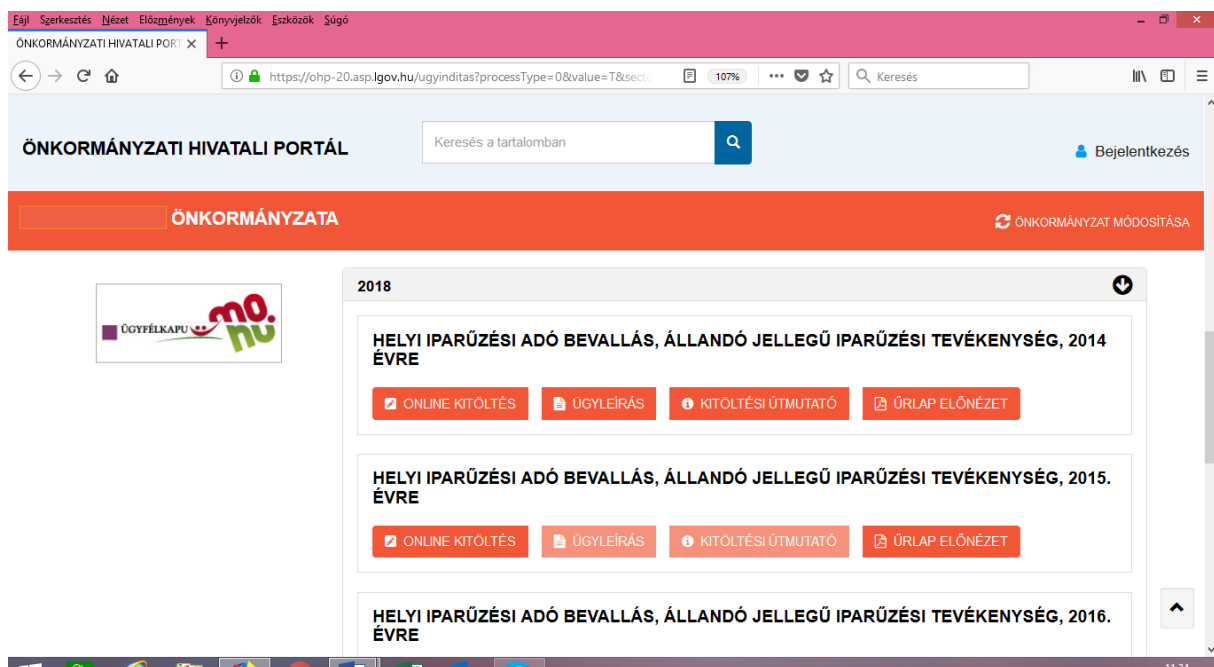 Fájl Szerkesztés Nézet Előzmények Könyvjelzők Eszközök Súgó
ÖNKORMÁNYZATI HIVATALI PORT
https://ohp-20.asp.lgov.hu/ugyinditas?processType=0&value=T&secto
107%
Keresés
ÖNKORMÁNYZATI HIVATALI PORTÁL
Keresés a tartalomban
Bejelentkezés
ÖNKORMÁNYZATA
ÖNKORMÁNYZAT MÓDOSÍTÁSA
ÜGYFÉLKAPU
mo.hu
2018
HELYI IPARŰZÉSI ADÓ BEVALLÁS, ÁLLANDÓ JELLEGŰ IPARŰZÉSI TEVÉKENYSÉG, 2014
ÉVRE
ONLINE KITÖLTÉS ÜGYLEÍRÁS KITÖLTÉSI ÚTMUTATÓ ŰRLAP ELŐNÉZET
HELYI IPARŰZÉSI ADÓ BEVALLÁS, ÁLLANDÓ JELLEGŰ IPARŰZÉSI TEVÉKENYSÉG, 2015.
ÉVRE
ONLINE KITÖLTÉS ÜGYLEÍRÁS KITÖLTÉSI ÚTMUTATÓ ŰRLAP ELŐNÉZET
HELYI IPARŰZÉSI ADÓ BEVALLÁS, ÁLLANDÓ JELLEGŰ IPARŰZÉSI TEVÉKENYSÉG, 2016.
ÉVRE